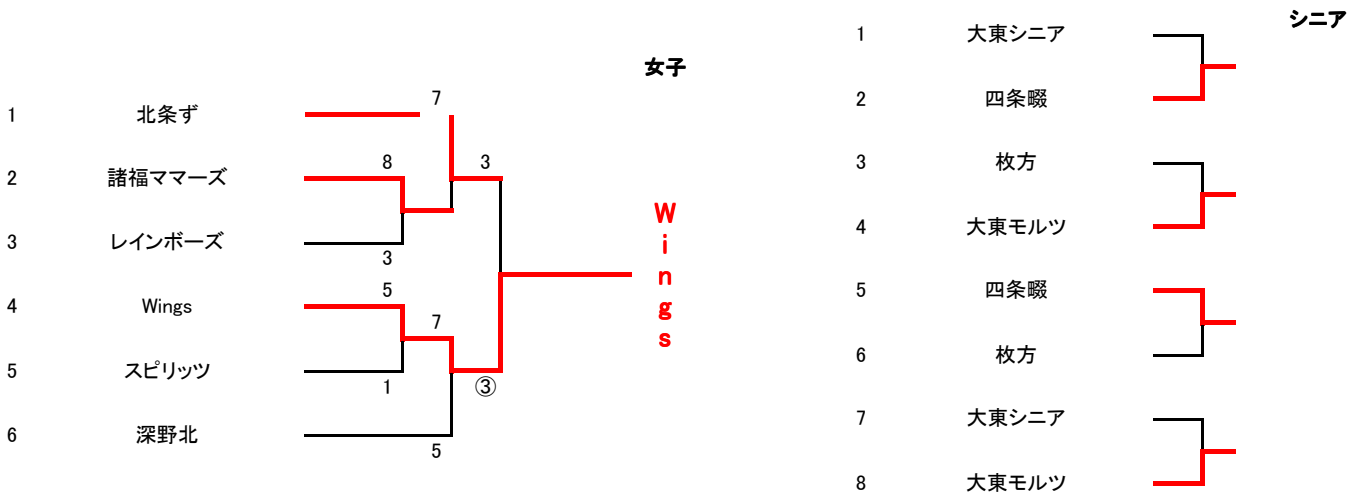 女子
7
1 北条ず
8 3
2 諸福ママーズ
3 レインボーズ
3
5
4 Wings
7
5 スピリッツ
1 ③
6 深野北
5
Wings
シニア
1 大東シニア
2 四条畷
3 枚方
4 大東モルツ
5 四条畷
6 枚方
7 大東シニア
8 大東モルツ